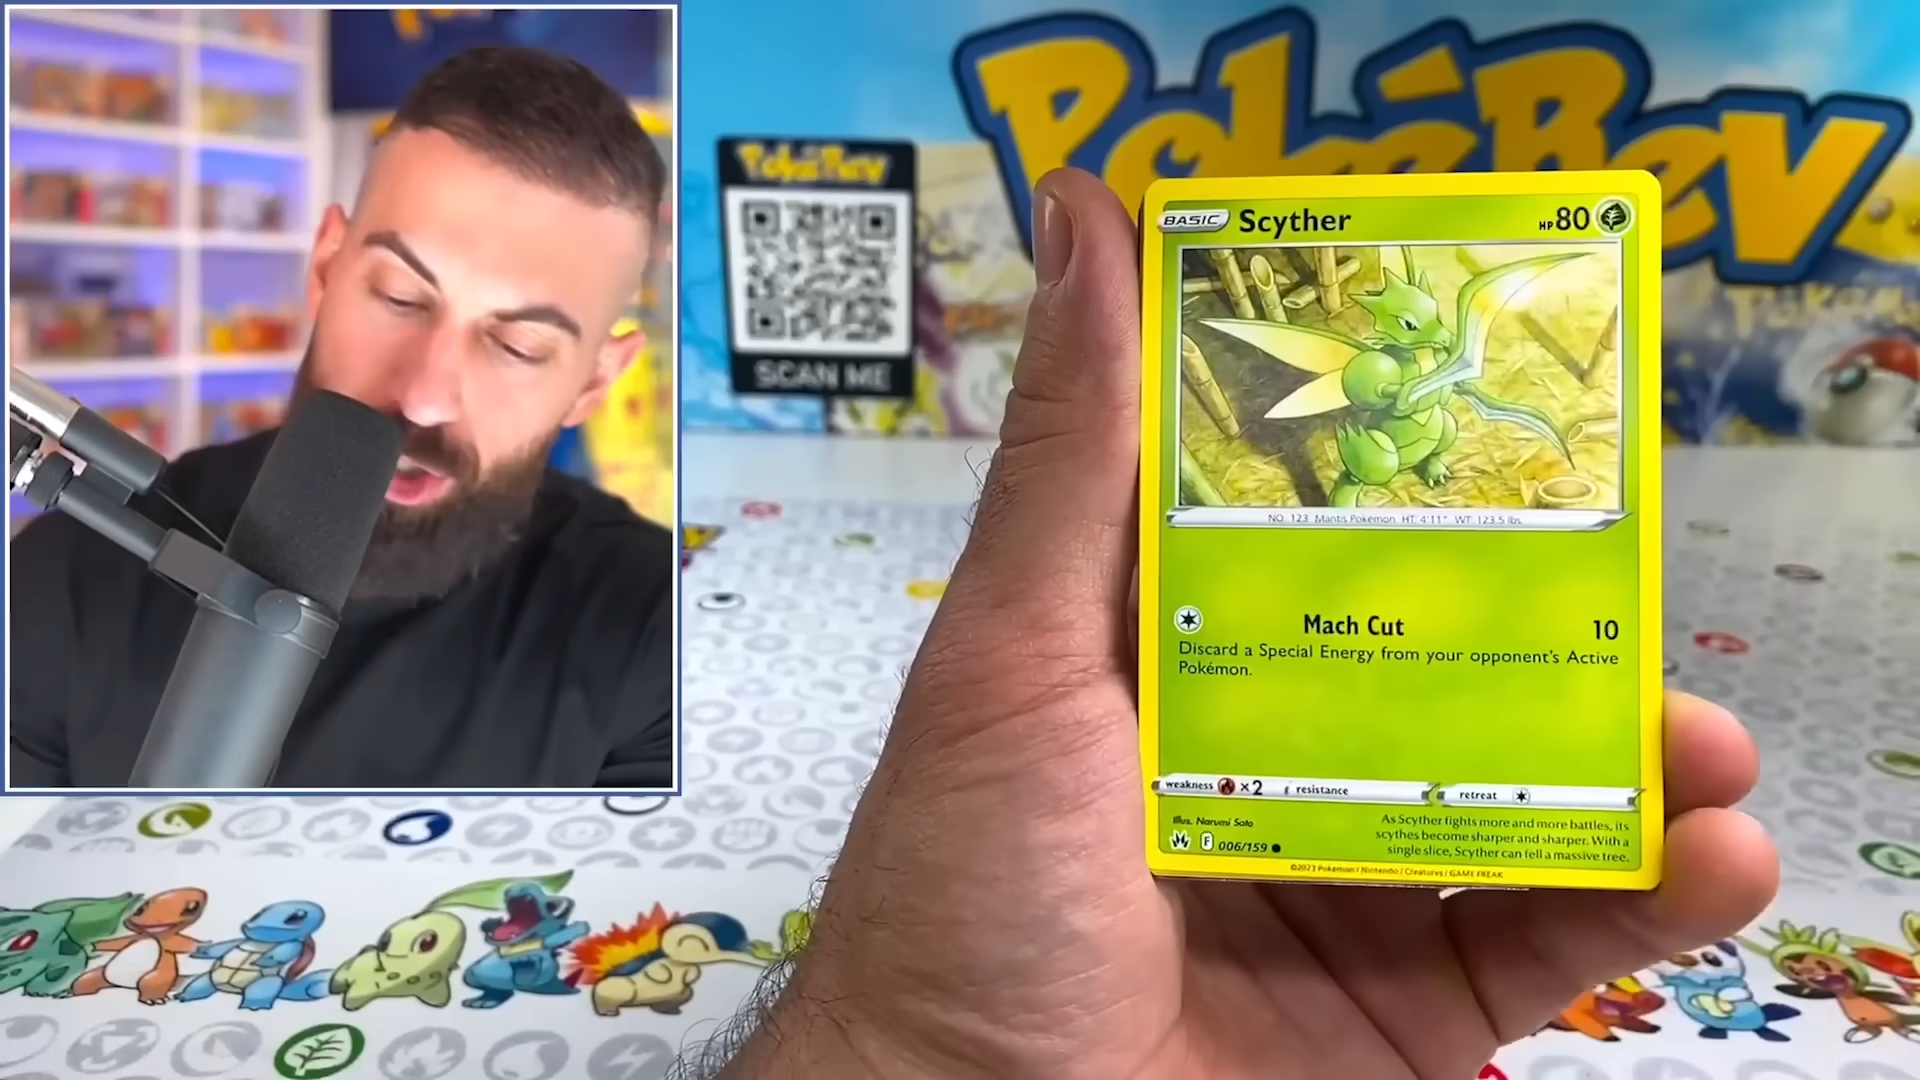 PokéRev
PokéRev
SCAN ME
BASIC Scyther HP 80
NO. 123 Mantis Pokémon HT: 4'11" WT: 123.5 lbs.
Mach Cut 10
Discard a Special Energy from your opponent's Active
Pokémon.
weakness ×2 resistance retreat
Illus. Narumi Sato
F 006/159
As Scyther fights more and more battles, its
scythes become sharper and sharper. With a
single slice, Scyther can fell a massive tree.
©2023 Pokémon / Nintendo / Creatures / GAME FREAK